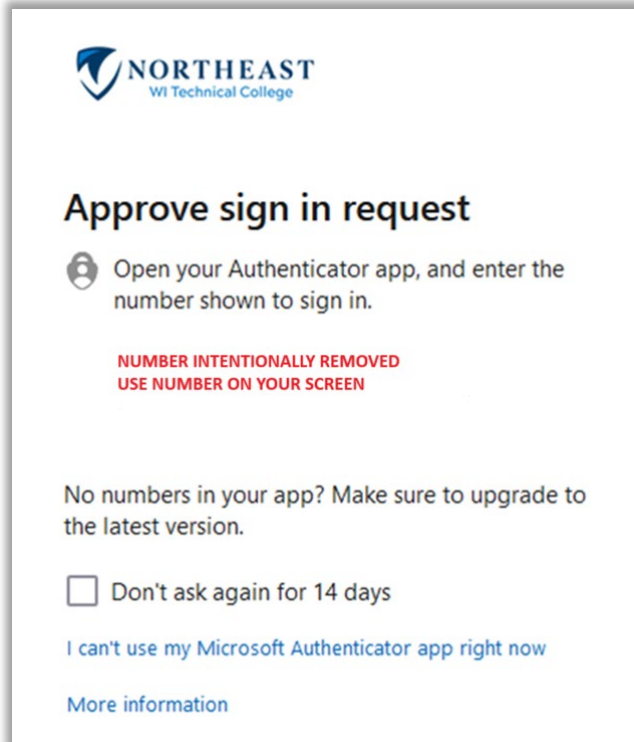 NORTHEAST
WI Technical College
Approve sign in request
Open your Authenticator app, and enter the
number shown to sign in.
NUMBER INTENTIONALLY REMOVED
USE NUMBER ON YOUR SCREEN
No numbers in your app? Make sure to upgrade to
the latest version.
Don't ask again for 14 days
I can't use my Microsoft Authenticator app right now
More information